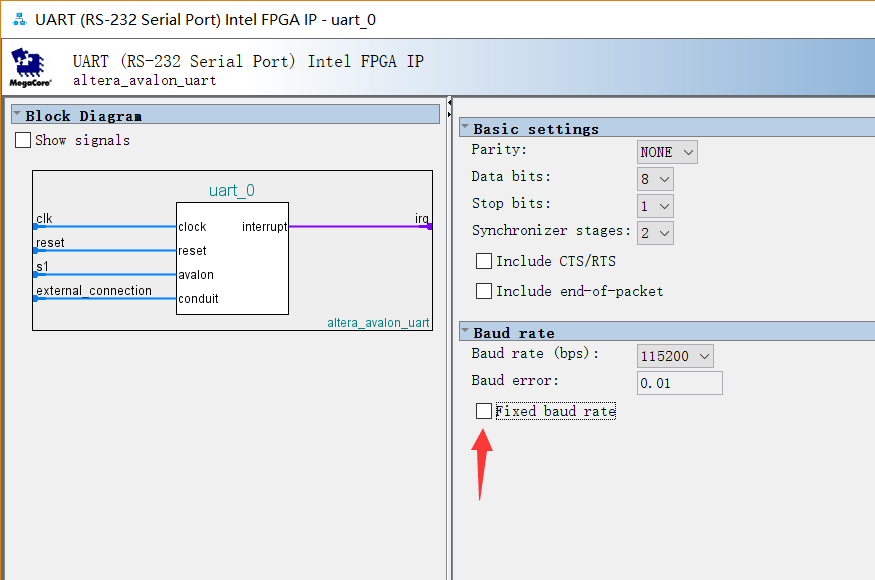 UART (RS-232 Serial Port) Intel FPGA IP - uart_0
UART (RS-232 Serial Port) Intel FPGA IP
altera_avalon_uart
MegaCore®
Block Diagram
Show signals
uart_0
clk
clock
interrupt
irq
reset
reset
s1
avalon
external_connection
conduit
altera_avalon_uart
Basic settings
Parity:
NONE
Data bits:
8
Stop bits:
1
Synchronizer stages:
2
Include CTS/RTS
Include end-of-packet
Baud rate
Baud rate (bps):
115200
Baud error:
0.01
Fixed baud rate